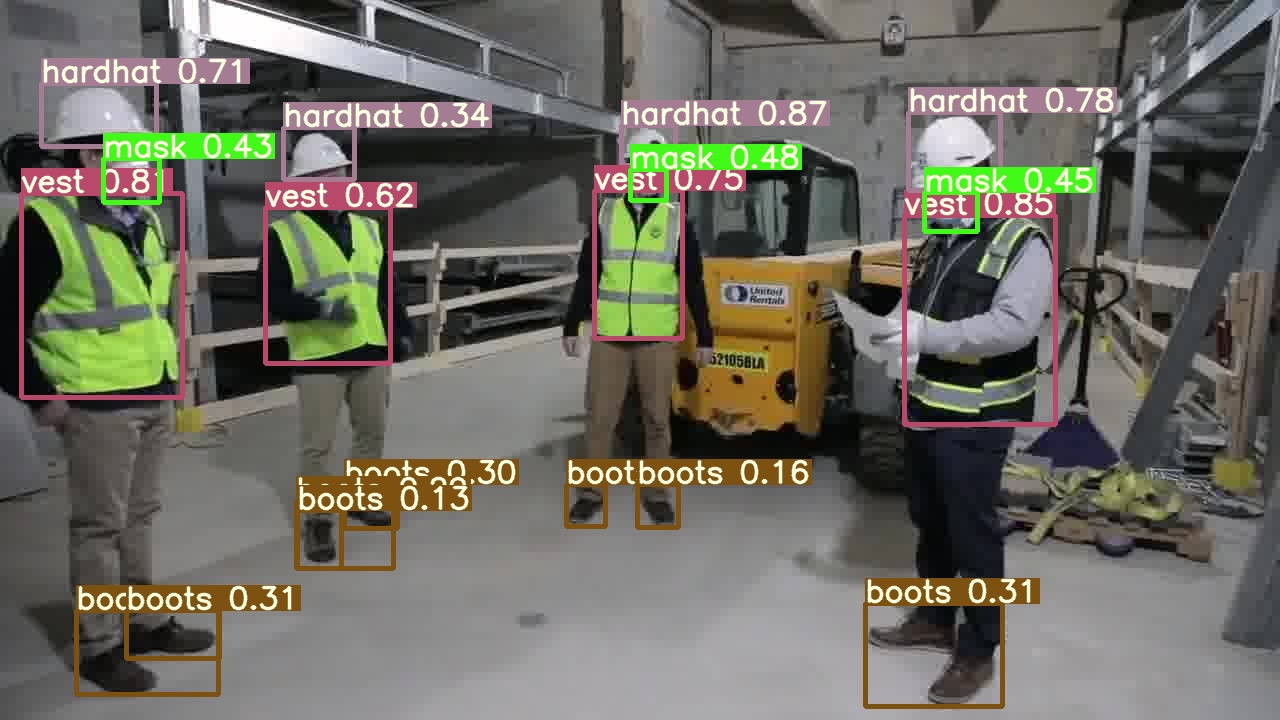 hardhat 0.71
hardhat 0.34
hardhat 0.87
hardhat 0.78
mask 0.43
mask 0.48
mask 0.45
vest 0.81
vest 0.62
vest 0.75
vest 0.85
United
Rentals
52105BLA
boots 0.30
boots 0.13
boots 0.16
boots 0.31
boots 0.31